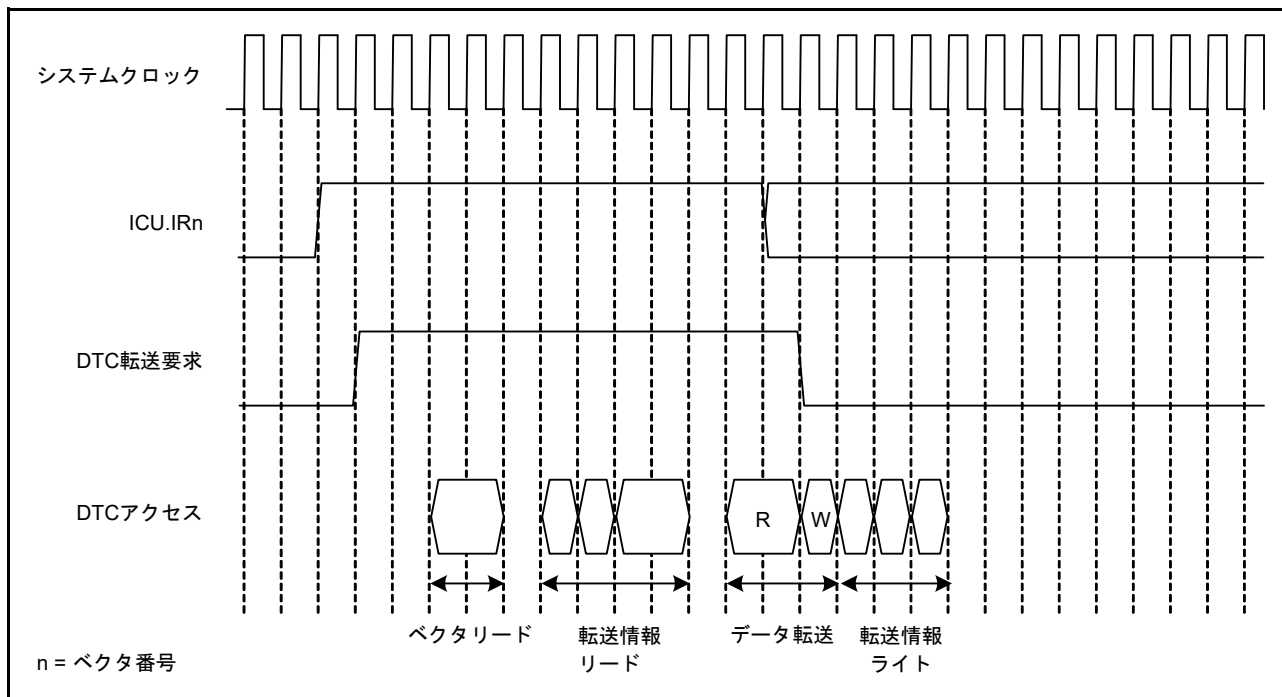 システムクロック
ICU.IRn
DTC転送要求
DTCアクセス
R
W
ベクタリード
転送情報
リード
データ転送
転送情報
ライト
n = ベクタ番号